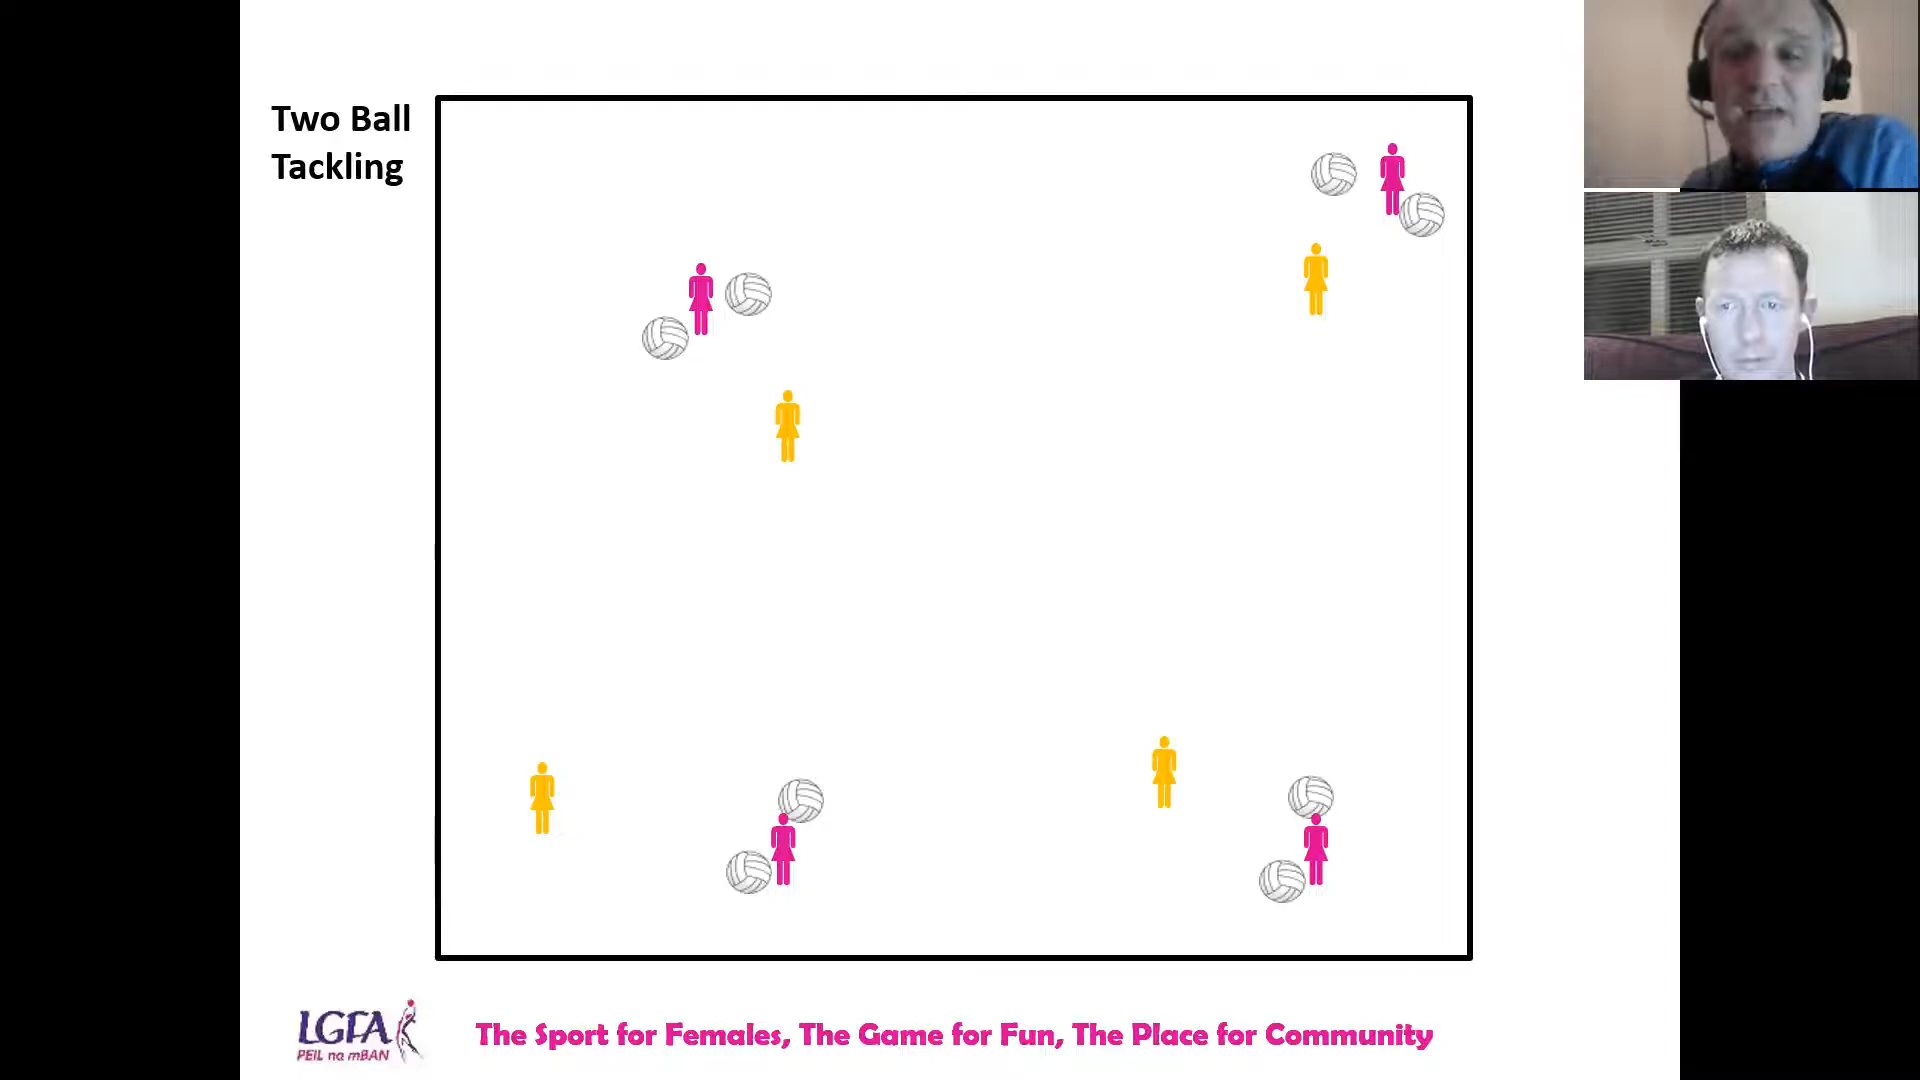 Two Ball
Tackling
LGFA
PEIL na mBAN
The Sport for Females, The Game for Fun, The Place for Community